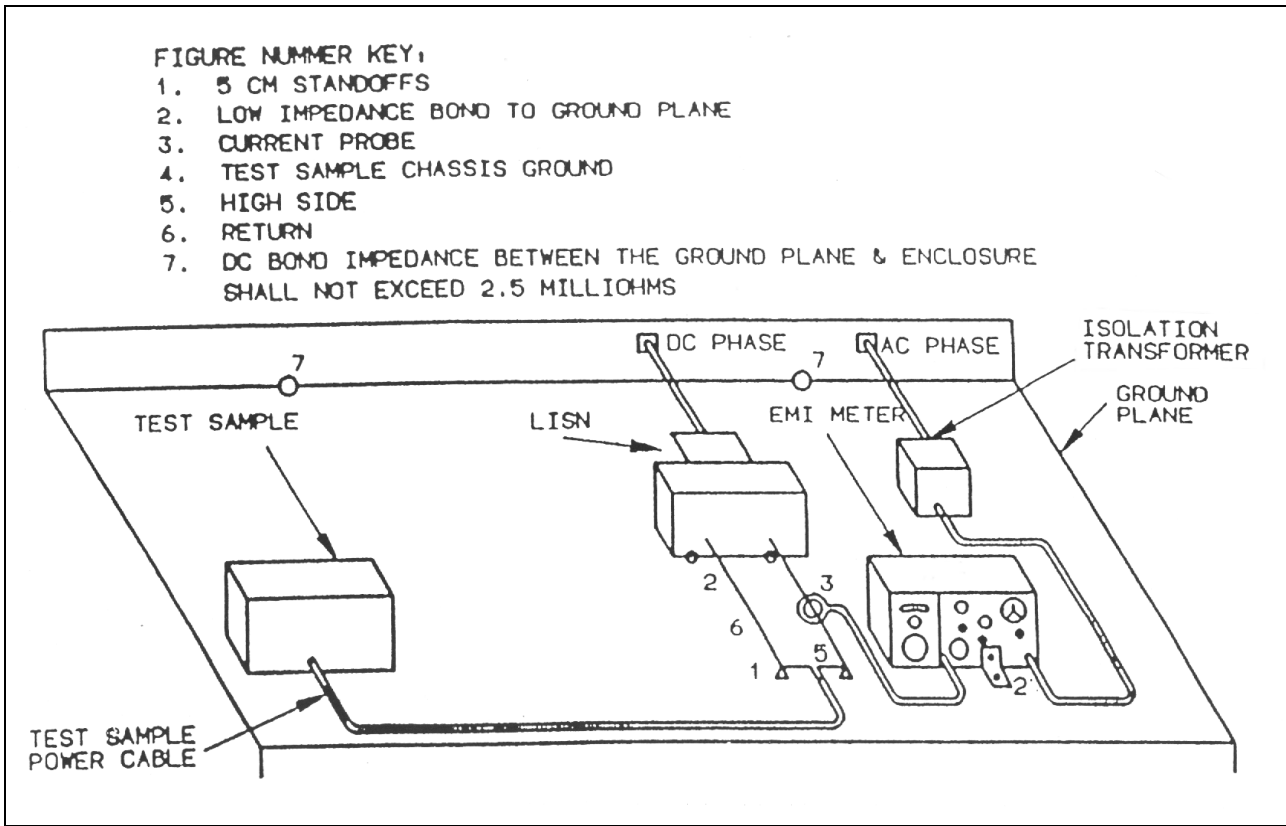 FIGURE NUMMER KEY:
1. 5 CM STANDOFFS
2. LOW IMPEDANCE BOND TO GROUND PLANE
3. CURRENT PROBE
4. TEST SAMPLE CHASSIS GROUND
5. HIGH SIDE
6. RETURN
7. DC BOND IMPEDANCE BETWEEN THE GROUND PLANE & ENCLOSURE
SHALL NOT EXCEED 2.5 MILLIOHMS
DC PHASE
AC PHASE
ISOLATION
TRANSFORMER
7
7
GROUND
PLANE
TEST SAMPLE
LISN
EMI METER
2
3
6
1
5
2
TEST SAMPLE
POWER CABLE